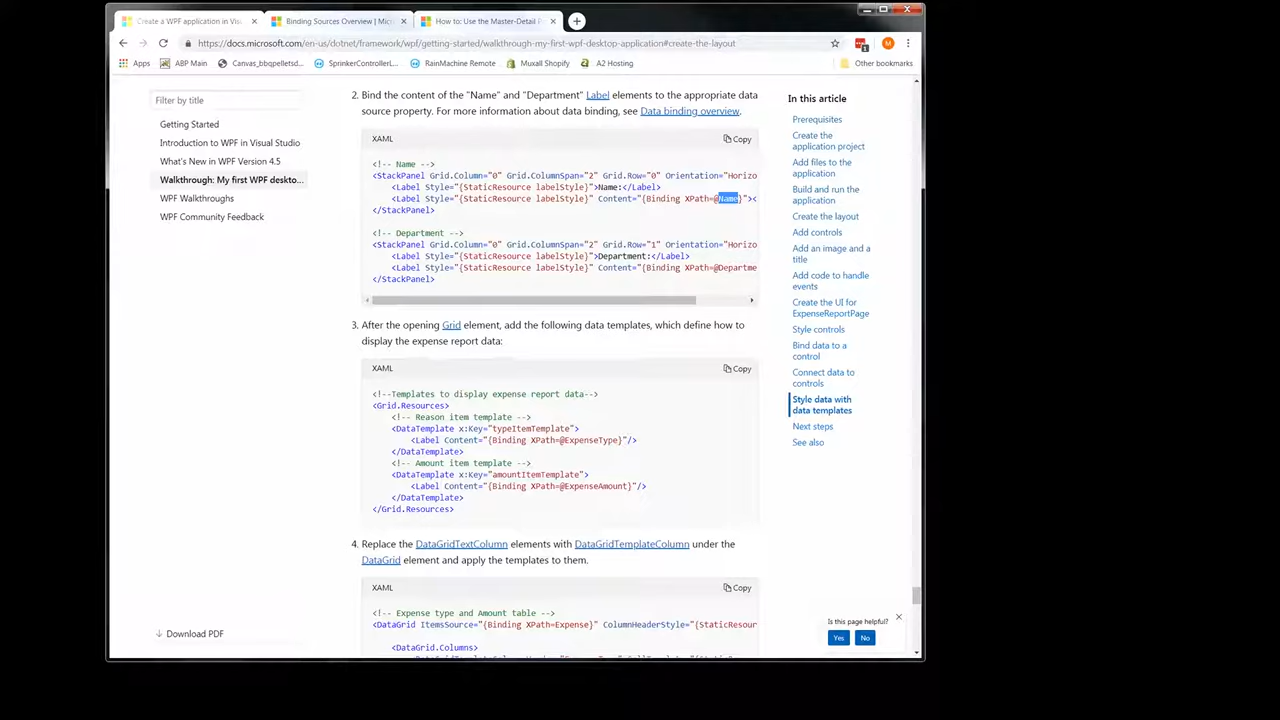 Create a WPF application in Visu
Binding Sources Overview | Micr
How to: Use the Master-Detail P
https://docs.microsoft.com/en-us/dotnet/framework/wpf/getting-started/walkthrough-my-first-wpf-desktop-application#create-the-layout
M
Apps
ABP Main
Canvas_bbqpelletsd...
SprinkerControllerL...
RainMachine Remote
Muxall Shopify
A2 Hosting
Other bookmarks
Filter by title
Getting Started
Introduction to WPF in Visual Studio
What's New in WPF Version 4.5
Walkthrough: My first WPF deskto...
WPF Walkthroughs
WPF Community Feedback
Download PDF
2. Bind the content of the "Name" and "Department" Label elements to the appropriate data
source property. For more information about data binding, see Data binding overview.
XAML
Copy
<!-- Name -->
<StackPanel Grid.Column="0" Grid.ColumnSpan="2" Grid.Row="0" Orientation="Horizo
<Label Style="{StaticResource labelStyle}">Name:</Label>
<Label Style="{StaticResource labelStyle}" Content="{Binding XPath=@Name}"><
</StackPanel>
<!-- Department -->
<StackPanel Grid.Column="0" Grid.ColumnSpan="2" Grid.Row="1" Orientation="Horizo
<Label Style="{StaticResource labelStyle}">Department:</Label>
<Label Style="{StaticResource labelStyle}" Content="{Binding XPath=@Departme
</StackPanel>
3. After the opening Grid element, add the following data templates, which define how to
display the expense report data:
XAML
Copy
<!--Templates to display expense report data-->
<Grid.Resources>
<!-- Reason item template -->
<DataTemplate x:Key="typeItemTemplate">
<Label Content="{Binding XPath=@ExpenseType}"/>
</DataTemplate>
<!-- Amount item template -->
<DataTemplate x:Key="amountItemTemplate">
<Label Content="{Binding XPath=@ExpenseAmount}"/>
</DataTemplate>
</Grid.Resources>
4. Replace the DataGridTextColumn elements with DataGridTemplateColumn under the
DataGrid element and apply the templates to them.
XAML
Copy
<!-- Expense type and Amount table -->
<DataGrid ItemsSource="{Binding XPath=Expense}" ColumnHeaderStyle="{StaticResour
<DataGrid.Columns>
In this article
Prerequisites
Create the
application project
Add files to the
application
Build and run the
application
Create the layout
Add controls
Add an image and a
title
Add code to handle
events
Create the UI for
ExpenseReportPage
Style controls
Bind data to a
control
Connect data to
controls
Style data with
data templates
Next steps
See also
Is this page helpful?
Yes
No